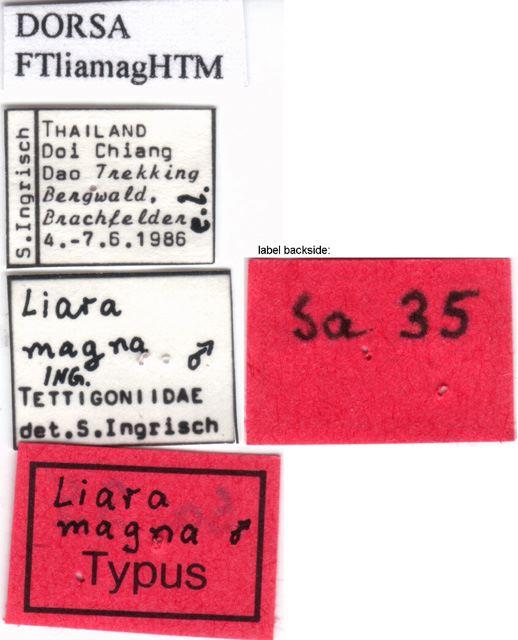 DORSA
FTliamagHTM
S.Ingrisch
THAILAND
Doi Chiang
Dao Trekking
Bergwald,
Brachfelder
4.-7.6.1986
e.l.
Liara
magna ♂
ING.
TETTIGONIIDAE
det.S.Ingrisch
Liara
magna ♂
Typus
label backside:
Sa 35